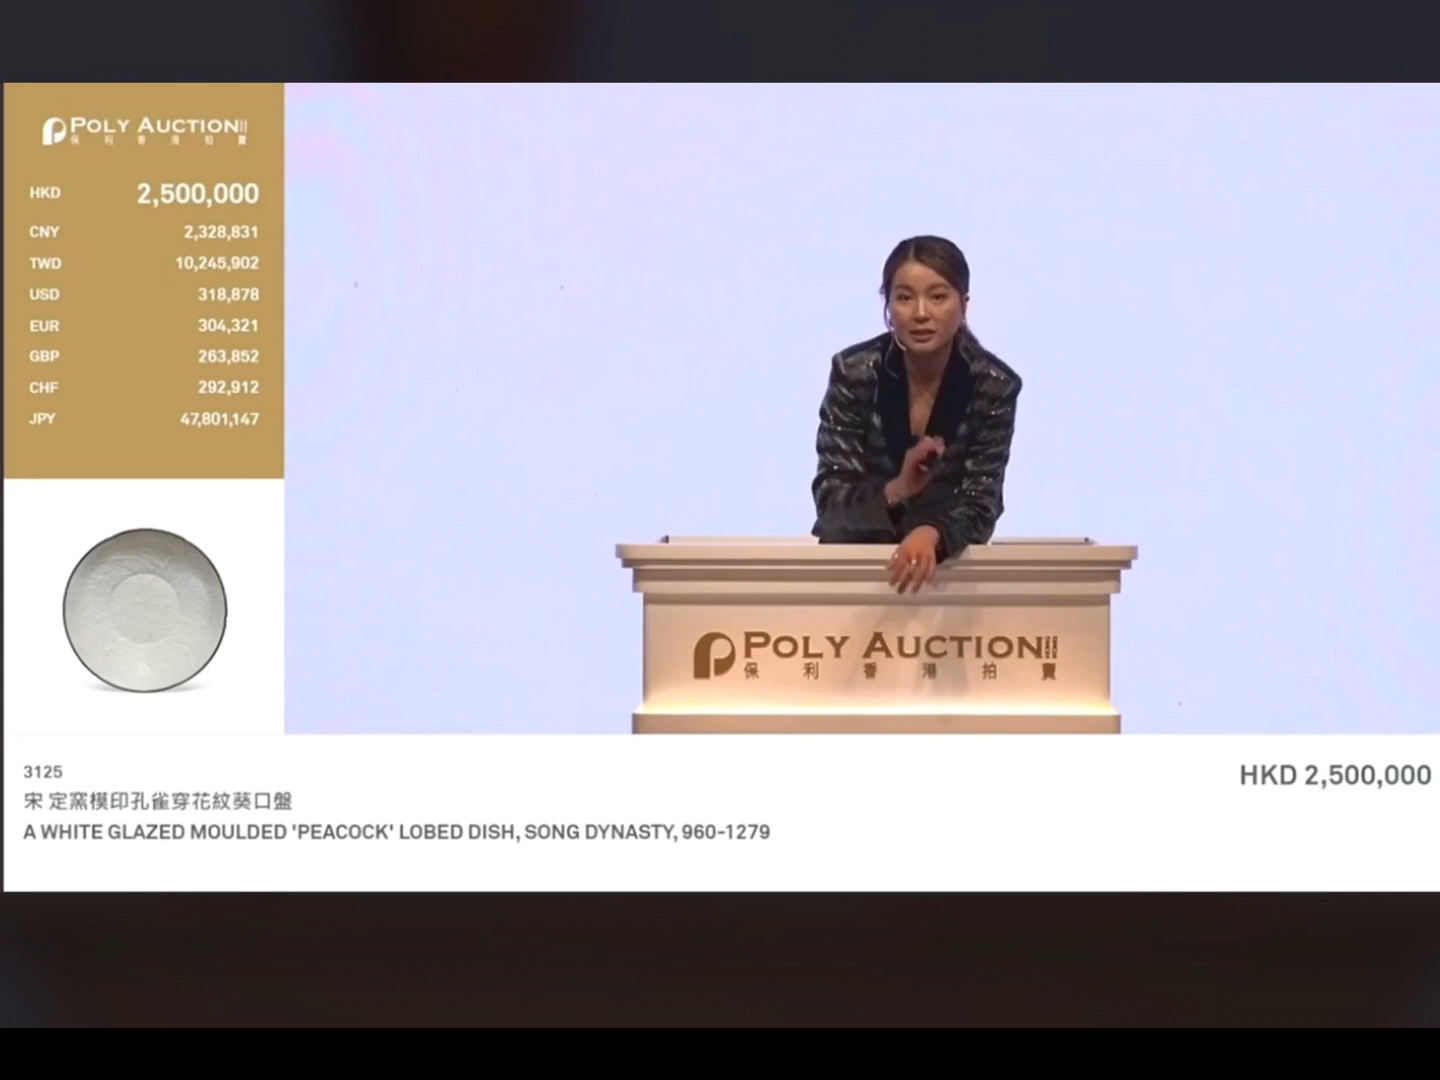 POLY AUCTION
保利香港拍賣
HKD 2,500,000
CNY 2,328,831
TWD 10,245,902
USD 318,878
EUR 304,321
GBP 263,852
CHF 292,912
JPY 47,801,147
POLY AUCTION
保利香港拍賣
3125
宋 定窯模印孔雀穿花紋葵口盤
A WHITE GLAZED MOULDED 'PEACOCK' LOBED DISH, SONG DYNASTY, 960-1279
HKD 2,500,000